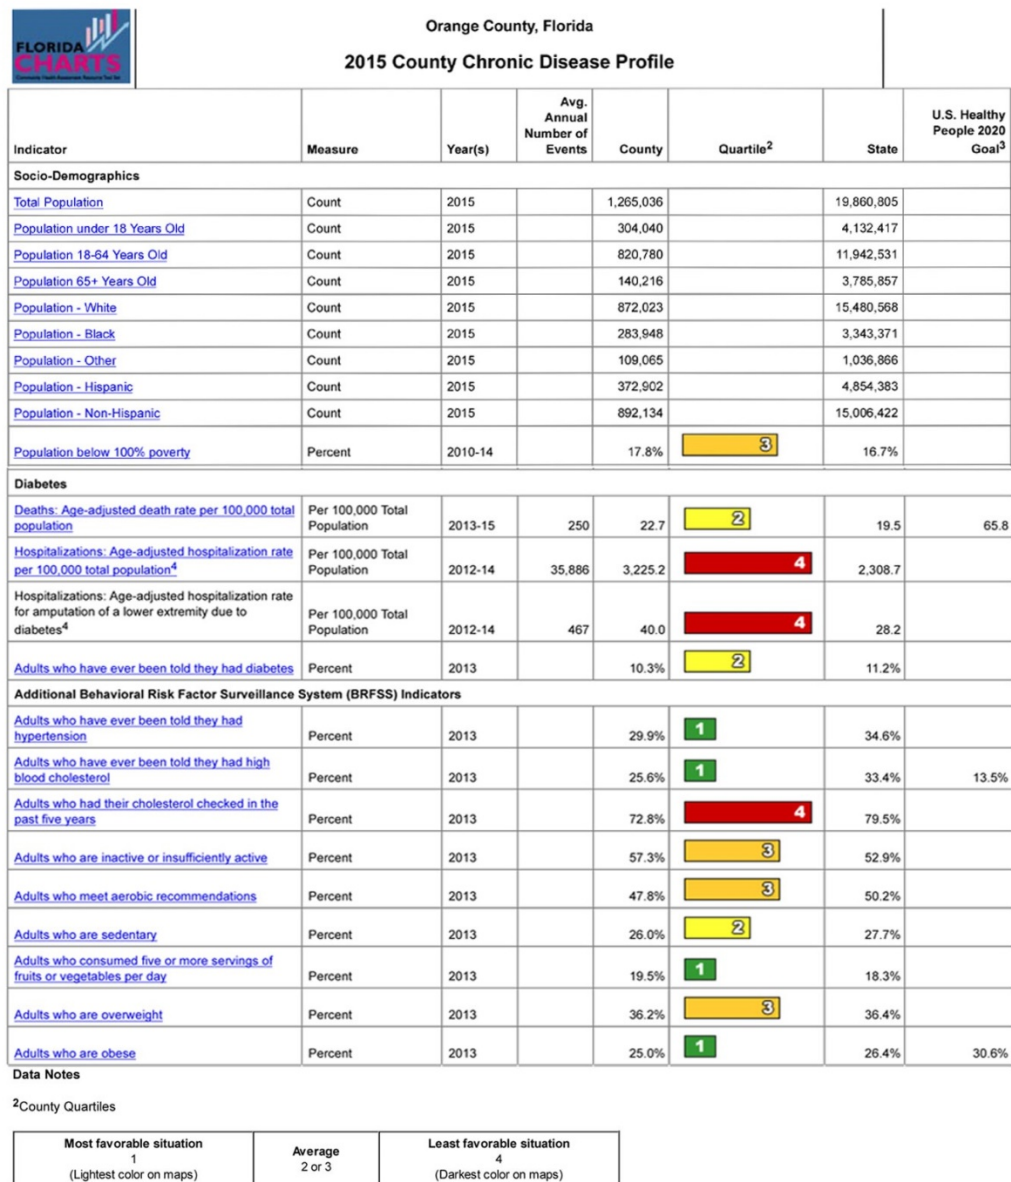 FLORIDA
CHARTS
Orange County, Florida
2015 County Chronic Disease Profile
Indicator Measure Year(s) Avg. Annual Number of Events County Quartile2 State U.S. Healthy People 2020 Goal3
Socio-Demographics
Total Population Count 2015 1,265,036 19,860,805
Population under 18 Years Old Count 2015 304,040 4,132,417
Population 18-64 Years Old Count 2015 820,780 11,942,531
Population 65+ Years Old Count 2015 140,216 3,785,857
Population - White Count 2015 872,023 15,480,568
Population - Black Count 2015 283,948 3,343,371
Population - Other Count 2015 109,065 1,036,866
Population - Hispanic Count 2015 372,902 4,854,383
Population - Non-Hispanic Count 2015 892,134 15,006,422
Population below 100% poverty Percent 2010-14 17.8% 3 16.7%
Diabetes
Deaths: Age-adjusted death rate per 100,000 total population Per 100,000 Total Population 2013-15 250 22.7 2 19.5 65.8
Hospitalizations: Age-adjusted hospitalization rate per 100,000 total population4 Per 100,000 Total Population 2012-14 35,886 3,225.2 4 2,308.7
Hospitalizations: Age-adjusted hospitalization rate for amputation of a lower extremity due to diabetes4 Per 100,000 Total Population 2012-14 467 40.0 4 28.2
Adults who have ever been told they had diabetes Percent 2013 10.3% 2 11.2%
Additional Behavioral Risk Factor Surveillance System (BRFSS) Indicators
Adults who have ever been told they had hypertension Percent 2013 29.9% 1 34.6%
Adults who have ever been told they had high blood cholesterol Percent 2013 25.6% 1 33.4% 13.5%
Adults who had their cholesterol checked in the past five years Percent 2013 72.8% 4 79.5%
Adults who are inactive or insufficiently active Percent 2013 57.3% 3 52.9%
Adults who meet aerobic recommendations Percent 2013 47.8% 3 50.2%
Adults who are sedentary Percent 2013 26.0% 2 27.7%
Adults who consumed five or more servings of fruits or vegetables per day Percent 2013 19.5% 1 18.3%
Adults who are overweight Percent 2013 36.2% 3 36.4%
Adults who are obese Percent 2013 25.0% 1 26.4% 30.6%
Data Notes
2County Quartiles
Most favorable situation
1
(Lightest color on maps)
Average
2 or 3
Least favorable situation
4
(Darkest color on maps)